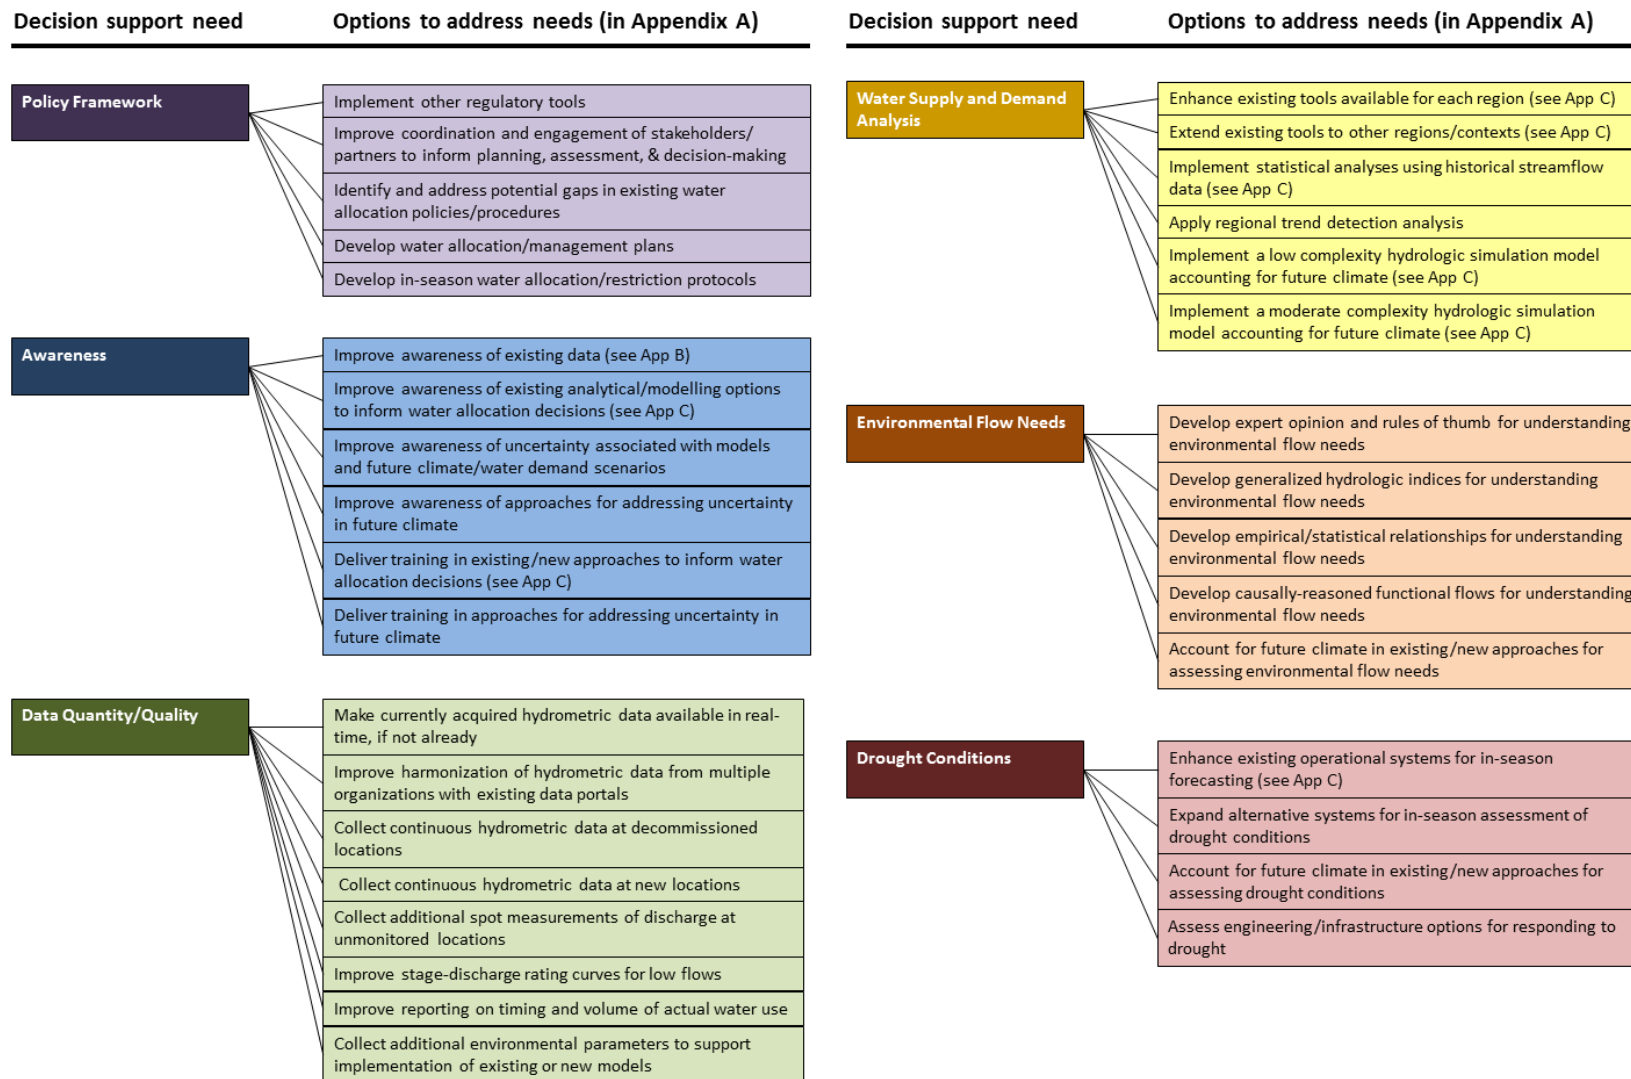 Decision support need
Options to address needs (in Appendix A)
Policy Framework
Implement other regulatory tools
Improve coordination and engagement of stakeholders/
partners to inform planning, assessment, & decision-making
Identify and address potential gaps in existing water
allocation policies/procedures
Develop water allocation/management plans
Develop in-season water allocation/restriction protocols
Awareness
Improve awareness of existing data (see App B)
Improve awareness of existing analytical/modelling options
to inform water allocation decisions (see App C)
Improve awareness of uncertainty associated with models
and future climate/water demand scenarios
Improve awareness of approaches for addressing uncertainty
in future climate
Deliver training in existing/new approaches to inform water
allocation decisions (see App C)
Deliver training in approaches for addressing uncertainty in
future climate
Data Quantity/Quality
Make currently acquired hydrometric data available in real-
time, if not already
Improve harmonization of hydrometric data from multiple
organizations with existing data portals
Collect continuous hydrometric data at decommissioned
locations
Collect continuous hydrometric data at new locations
Collect additional spot measurements of discharge at
unmonitored locations
Improve stage-discharge rating curves for low flows
Improve reporting on timing and volume of actual water use
Collect additional environmental parameters to support
implementation of existing or new models
Decision support need
Options to address needs (in Appendix A)
Water Supply and Demand
Analysis
Enhance existing tools available for each region (see App C)
Extend existing tools to other regions/contexts (see App C)
Implement statistical analyses using historical streamflow
data (see App C)
Apply regional trend detection analysis
Implement a low complexity hydrologic simulation model
accounting for future climate (see App C)
Implement a moderate complexity hydrologic simulation
model accounting for future climate (see App C)
Environmental Flow Needs
Develop expert opinion and rules of thumb for understanding
environmental flow needs
Develop generalized hydrologic indices for understanding
environmental flow needs
Develop empirical/statistical relationships for understanding
environmental flow needs
Develop causally-reasoned functional flows for understanding
environmental flow needs
Account for future climate in existing/new approaches for
assessing environmental flow needs
Drought Conditions
Enhance existing operational systems for in-season
forecasting (see App C)
Expand alternative systems for in-season assessment of
drought conditions
Account for future climate in existing/new approaches for
assessing drought conditions
Assess engineering/infrastructure options for responding to
drought